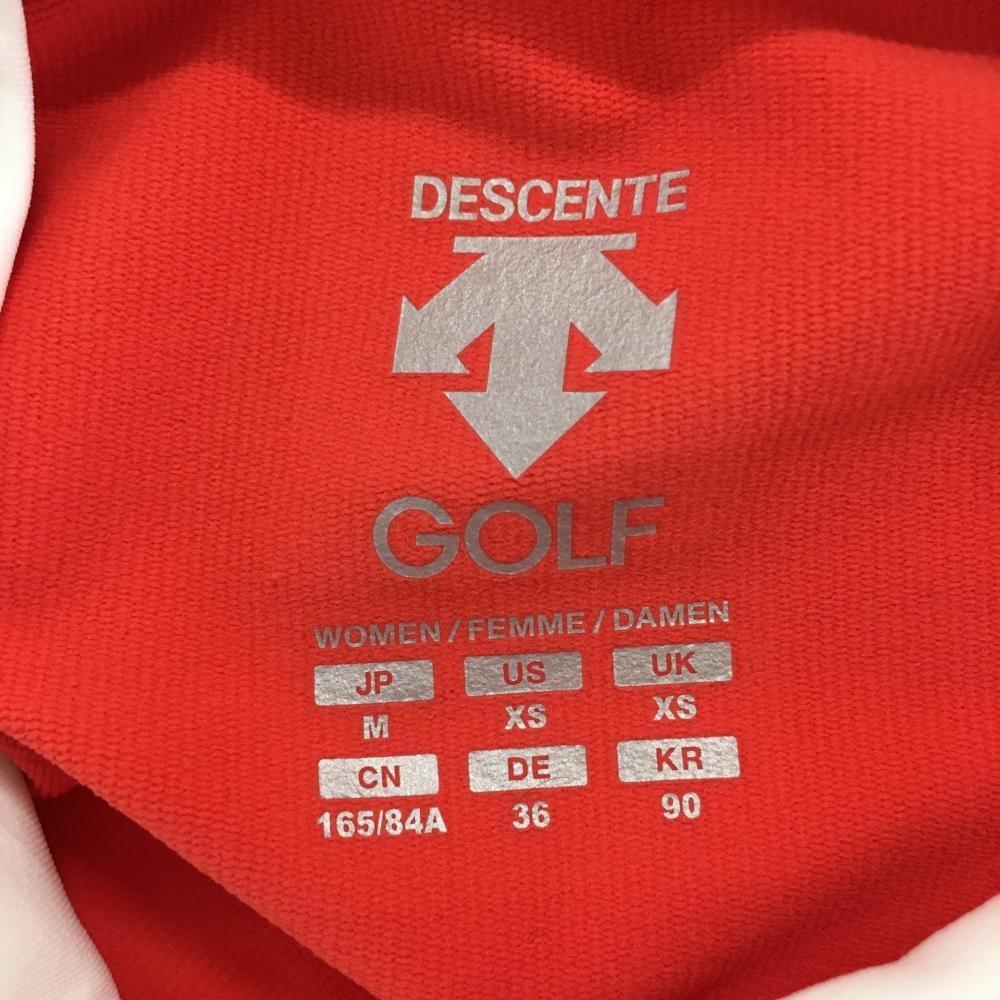 DESCENTE
GOLF
WOMEN / FEMME / DAMEN
JP US UK
M XS XS
CN DE KR
165/84A 36 90